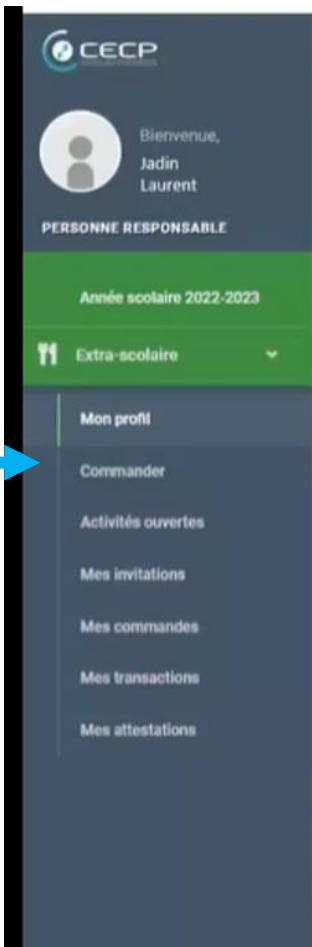 CECP
Bienvenue,
Jadin
Laurent
PERSONNE RESPONSABLE
Année scolaire 2022-2023
Extra-scolaire
Mon profil
Commander
Activités ouvertes
Mes invitations
Mes commandes
Mes transactions
Mes attestations